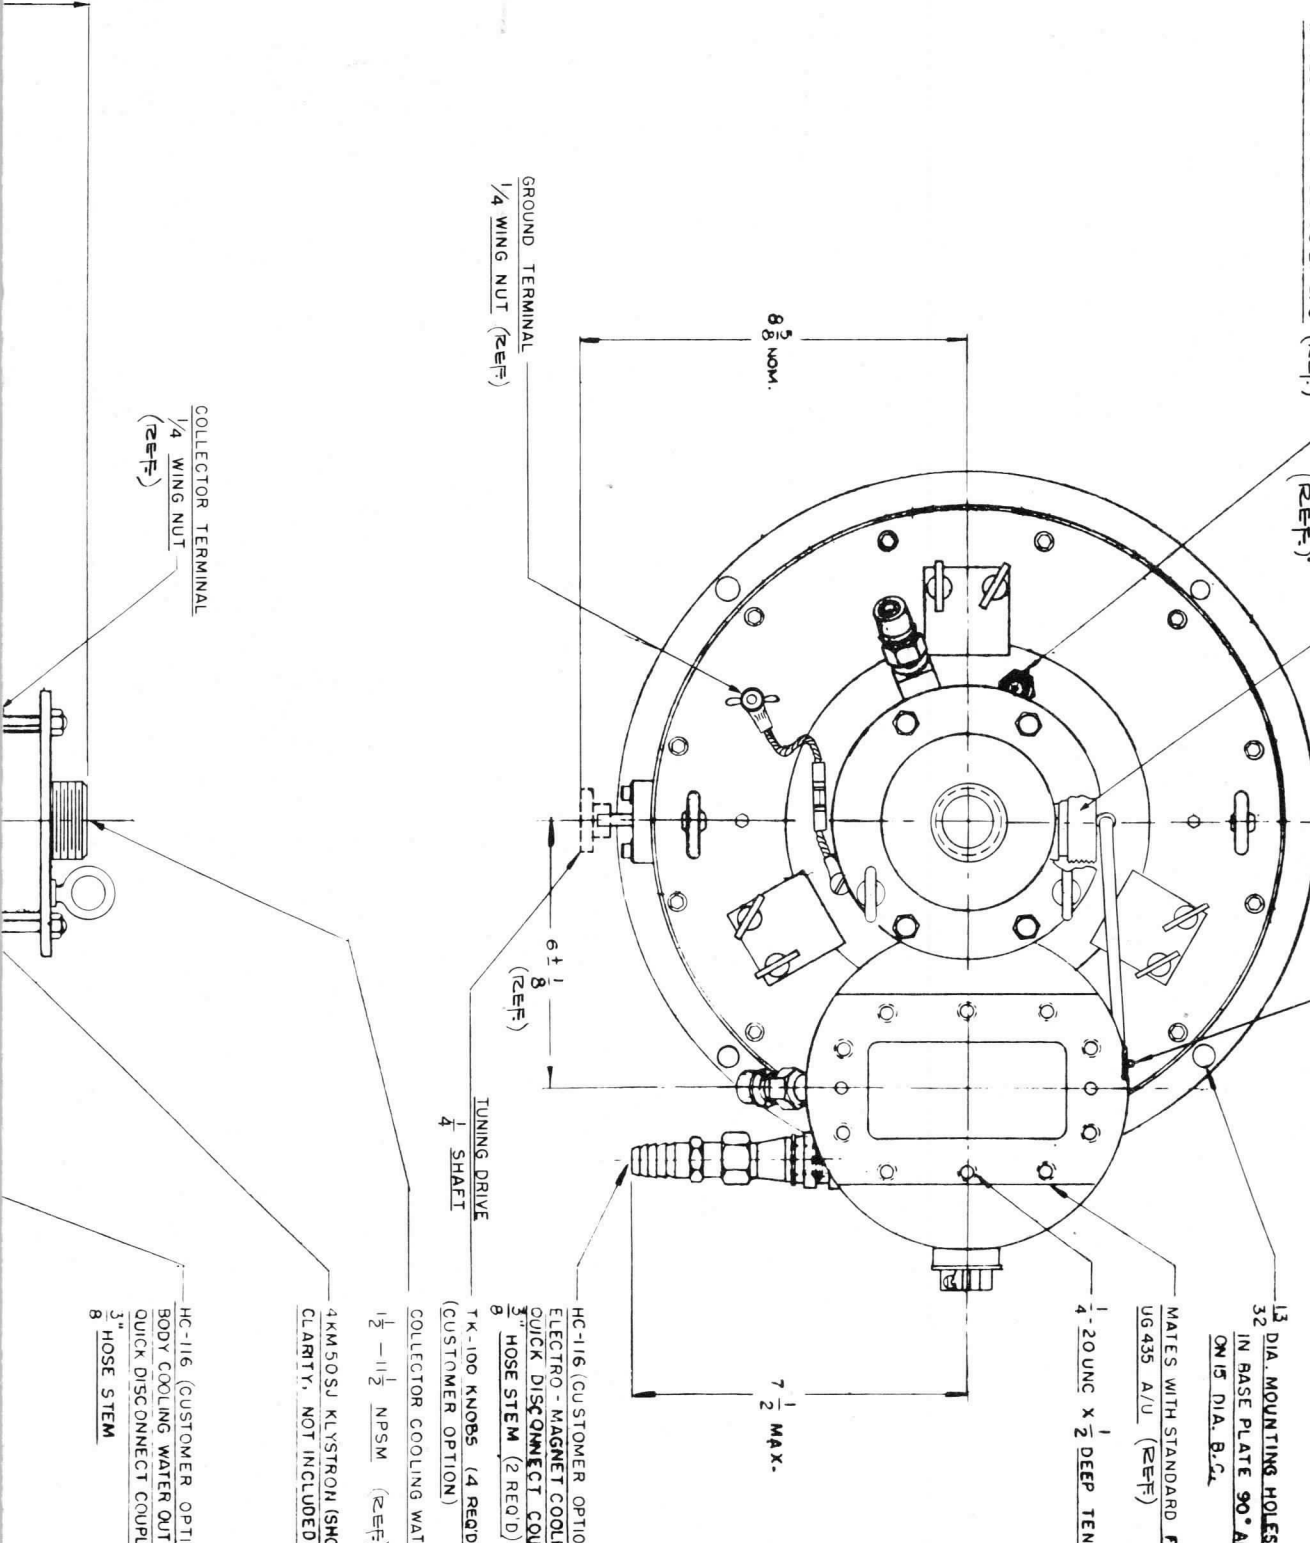 (REF.)
(REF.)
GROUND TERMINAL
1/4 WING NUT (REF.)
8 5/8 NOM.
COLLECTOR TERMINAL
1/4 WING NUT
(REF.)
6 ± 1/8
(REF.)
TUNING DRIVE
1/4 SHAFT
7 1/2 MAX.
13/32 DIA. MOUNTING HOLES
IN BASE PLATE 90° A
ON 15 DIA. B.C.
MATES WITH STANDARD F
UG 435 A/U (REF.)
1/4-20UNC X 1/2 DEEP TEN
HC-116 (CUSTOMER OPTIO
ELECTRO-MAGNET COOLI
QUICK DISCONNECT COU
3/8" HOSE STEM (2 REQ'D)
TK-100 KNOBS (4 REQ'D
(CUSTOMER OPTION)
COLLECTOR COOLING WAT
1 1/2 - 11 1/2 NPSM (REF.
4KM50SJ KLYSTRON (SHO
CLARITY, NOT INCLUDED
HC-116 (CUSTOMER OPTI
BODY COOLING WATER OUT
QUICK DISCONNECT COUPL
3/8" HOSE STEM